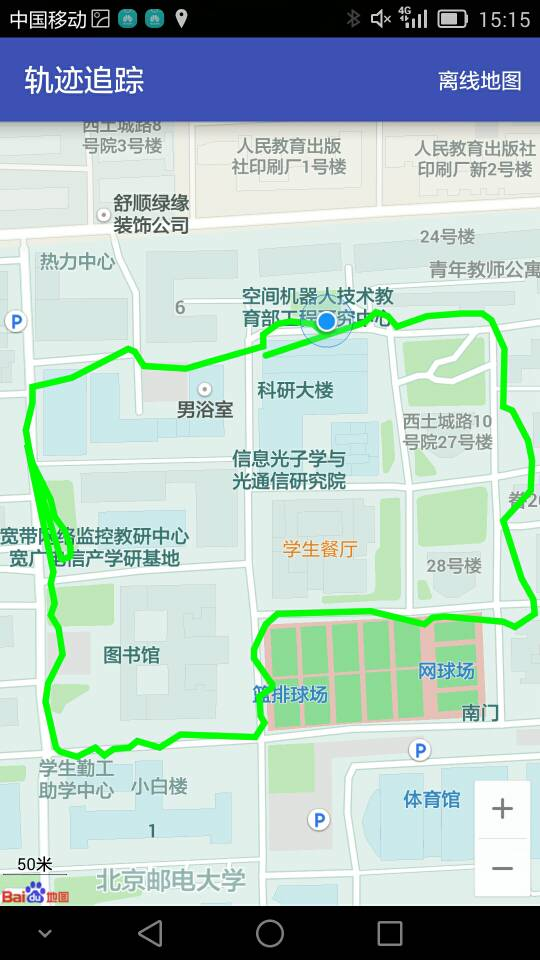 中国移动
4G
15:15
轨迹追踪
离线地图
西土城路8
号院3号楼
人民教育出版
社印刷厂1号楼
人民教育出版社
印刷厂新2号楼
舒顺绿缘
装饰公司
24号楼
热力中心
青年教师公寓
空间机器人技术教
育部工程研究中心
6
P
科研大楼
男浴室
西土城路10
号院27号楼
信息光子学与
光通信研究院
宽带网络监控教研中心
宽广电信产学研基地
学生餐厅
28号楼
图书馆
网球场
篮排球场
南门
P
学生勤工
助学中心
小白楼
体育馆
P
1
+
−
50米
北京邮电大学
Bai du 地图